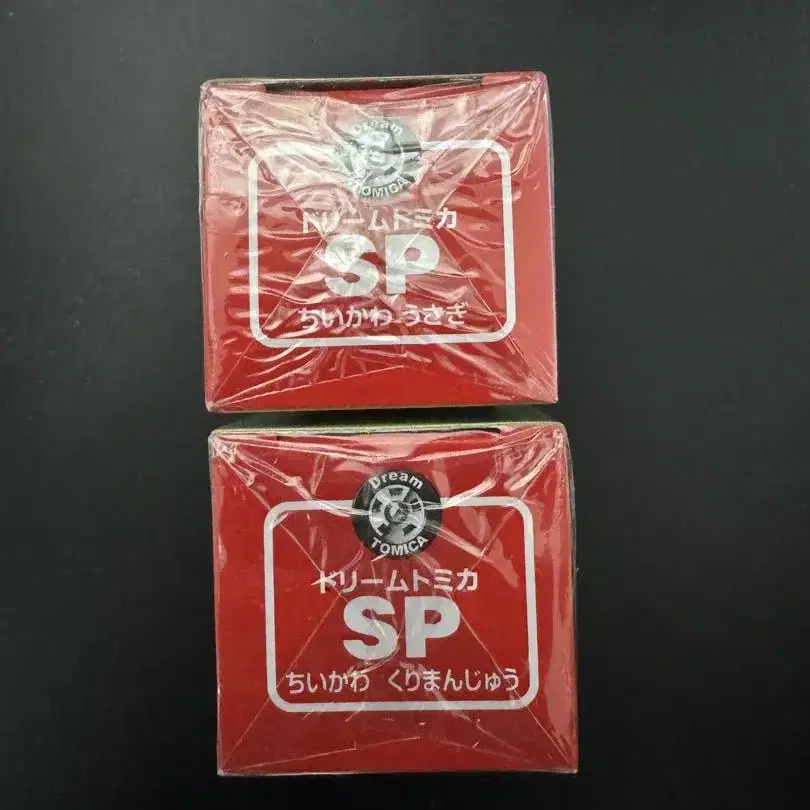 Dream
TOMICA
ドリームトミカ
SP
ちいかわ うさぎ
Dream
TOMICA
ドリームトミカ
SP
ちいかわ くりまんじゅう